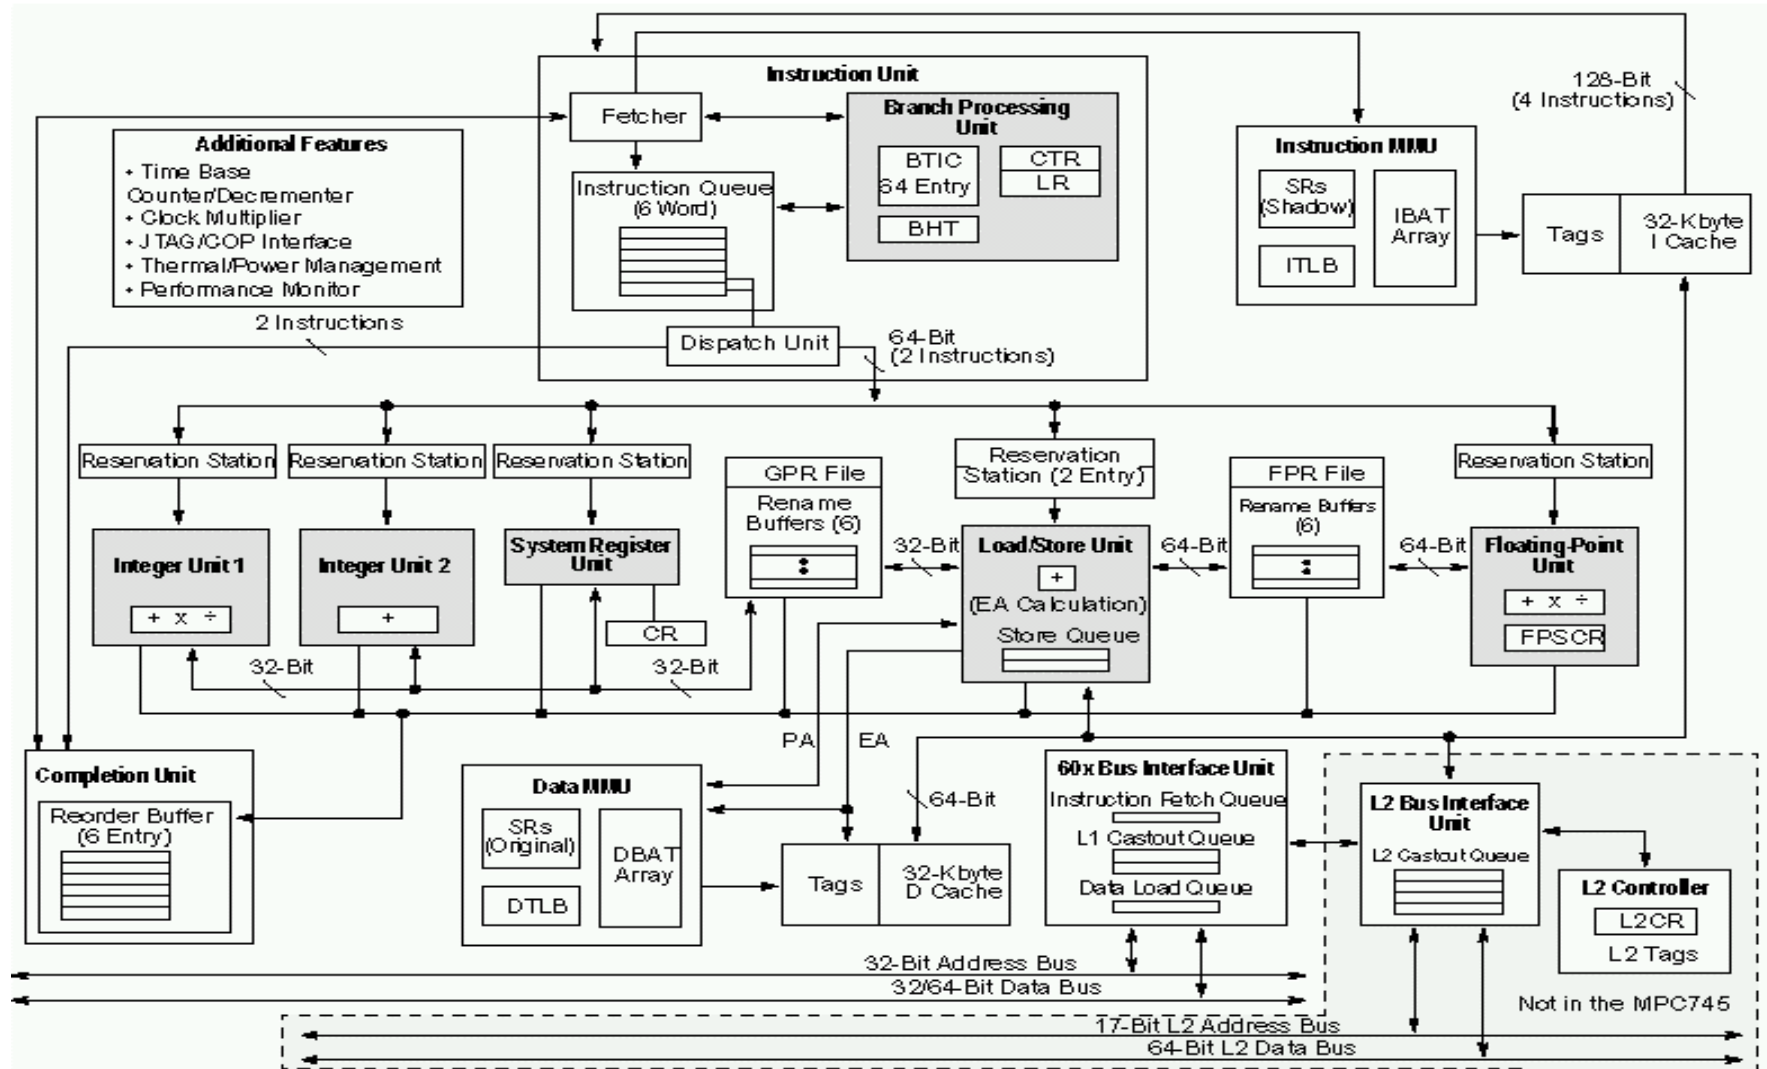 Instruction Unit
Fetcher
Branch Processing
Unit
BTIC
64 Entry
CTR
LR
BHT
Instruction Queue
(6 Word)
Dispatch Unit
128-Bit
(4 Instructions)
Additional Features
• Time Base
Counter/Decrementer
• Clock Multiplier
• JTAG/COP Interface
• Thermal/Power Management
• Performance Monitor
Instruction MMU
SRs
(Shadow)
ITLB
IBAT
Array
Tags
32-Kbyte
I Cache
2 Instructions
64-Bit
(2 Instructions)
Reservation Station
Reservation Station
Reservation Station
Reservation
Station (2 Entry)
Reservation Station
GPR File
Rename
Buffers (6)
FPR File
Rename Buffers
(6)
Integer Unit 1
+ x ÷
Integer Unit 2
+
System Register
Unit
CR
32-Bit
Load/Store Unit
+
(EA Calculation)
Store Queue
64-Bit
64-Bit
Floating-Point
Unit
+ x ÷
FPSCR
32-Bit
32-Bit
PA
EA
Completion Unit
Reorder Buffer
(6 Entry)
Data MMU
SRs
(Original)
DTLB
DBAT
Array
64-Bit
Tags
32-Kbyte
D Cache
60x Bus Interface Unit
Instruction Fetch Queue
L1 Castout Queue
Data Load Queue
L2 Bus Interface
Unit
L2 Castout Queue
L2 Controller
L2CR
L2 Tags
Not in the MPC745
32-Bit Address Bus
32/64-Bit Data Bus
17-Bit L2 Address Bus
64-Bit L2 Data Bus